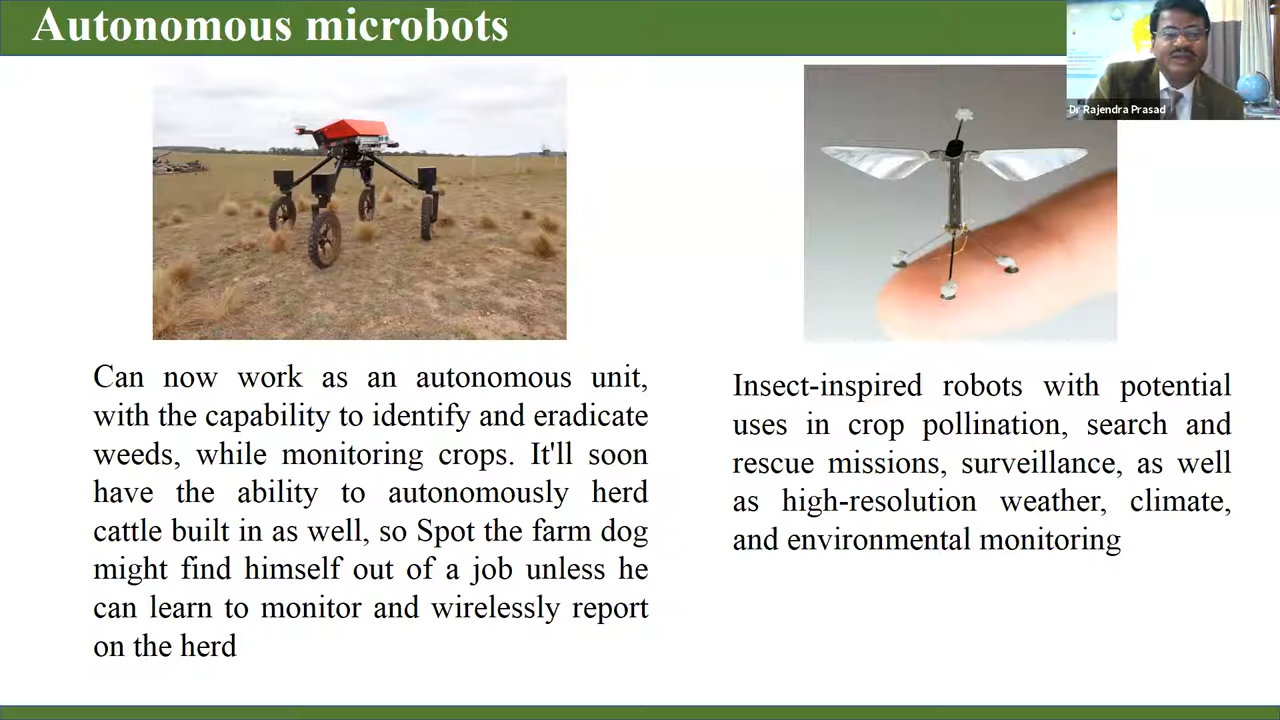 Autonomous microbots
Dr Rajendra Prasad
Can now work as an autonomous unit,
with the capability to identify and eradicate
weeds, while monitoring crops. It'll soon
have the ability to autonomously herd
cattle built in as well, so Spot the farm dog
might find himself out of a job unless he
can learn to monitor and wirelessly report
on the herd
Insect-inspired robots with potential
uses in crop pollination, search and
rescue missions, surveillance, as well
as high-resolution weather, climate,
and environmental monitoring